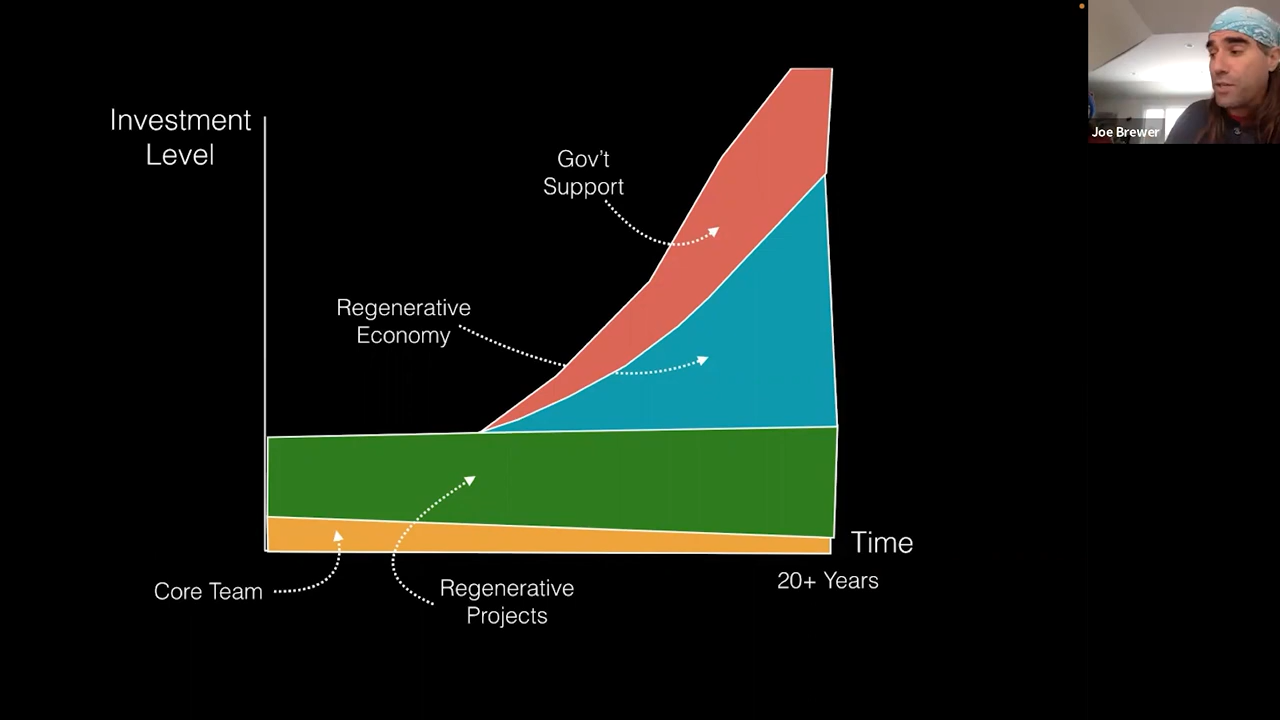 Investment
Level
Gov't
Support
Regenerative
Economy
Core Team
Regenerative
Projects
Time
20+ Years
Joe Brewer